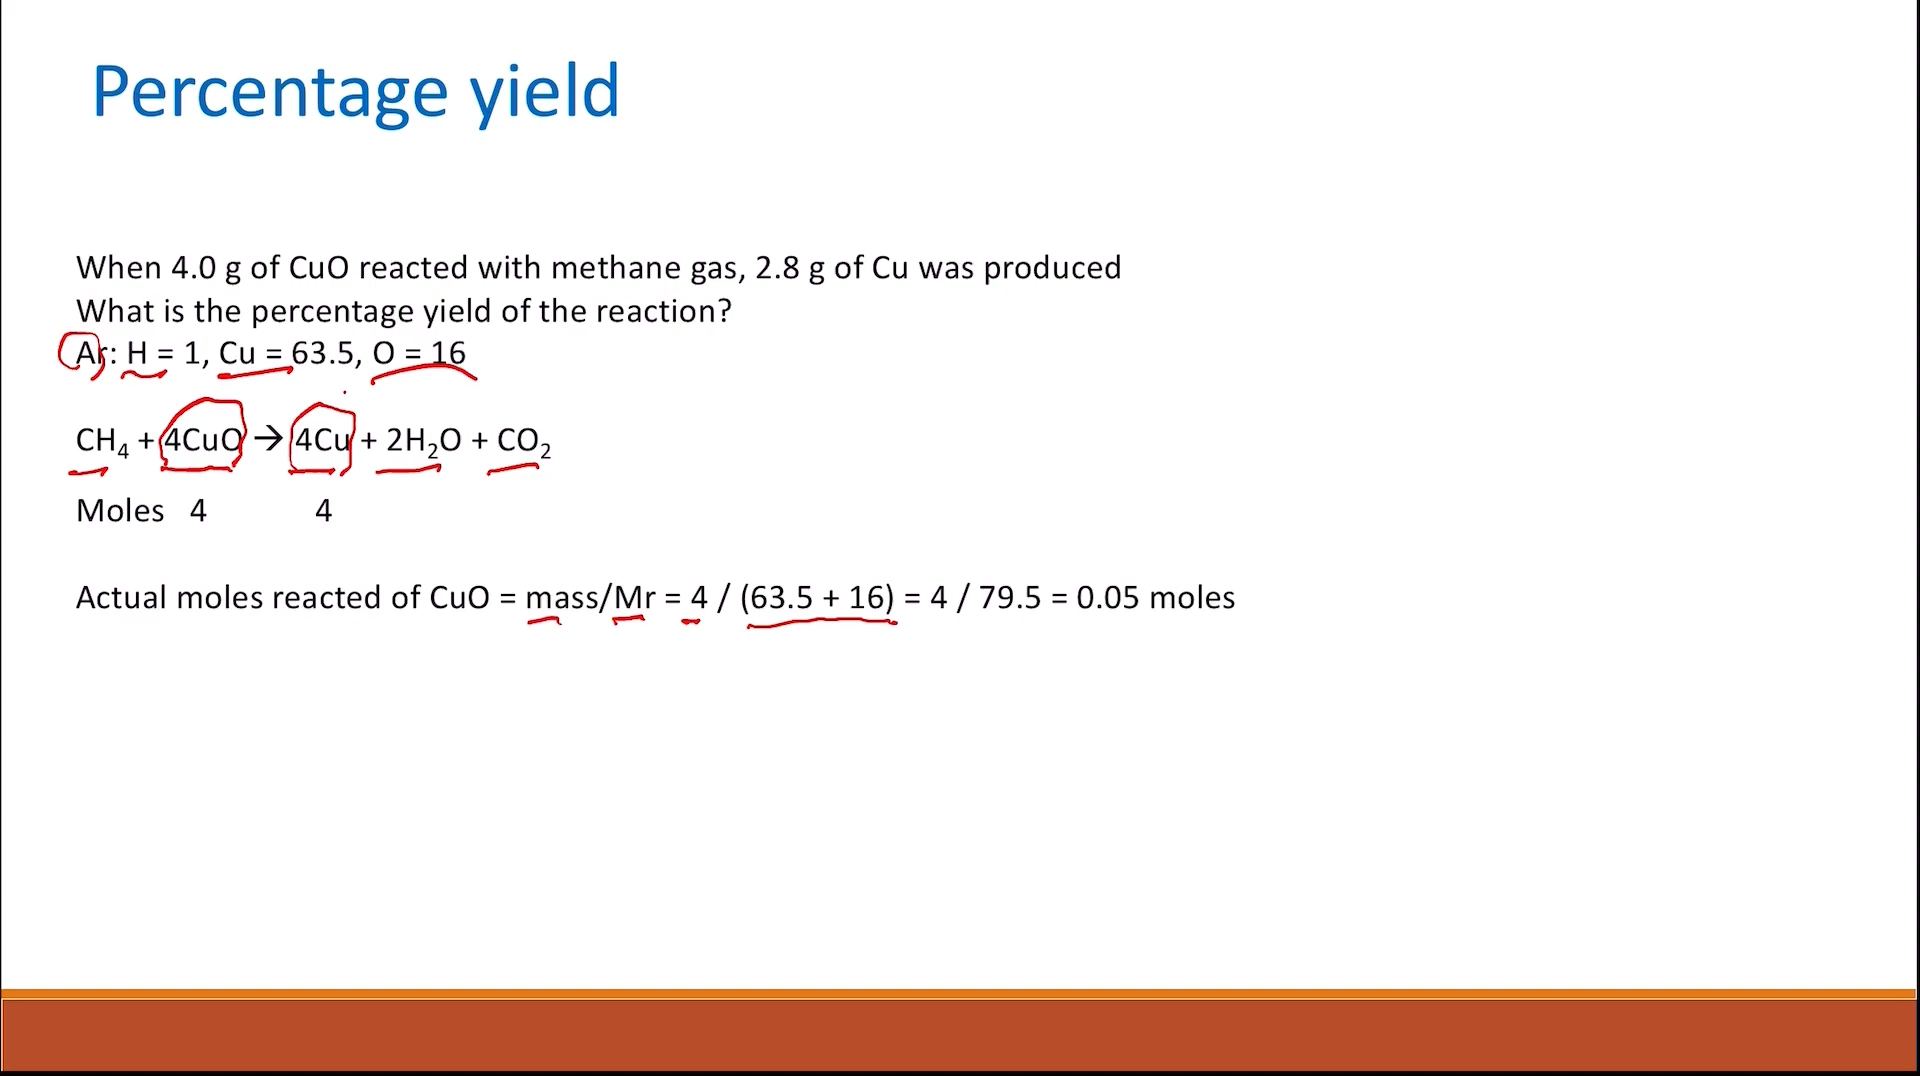 Percentage yield
When 4.0 g of CuO reacted with methane gas, 2.8 g of Cu was produced
What is the percentage yield of the reaction?
Ar: H = 1, Cu = 63.5, O = 16
CH₄ + 4CuO → 4Cu + 2H₂O + CO₂
Moles 4 4
Actual moles reacted of CuO = mass/Mr = 4 / (63.5 + 16) = 4 / 79.5 = 0.05 moles